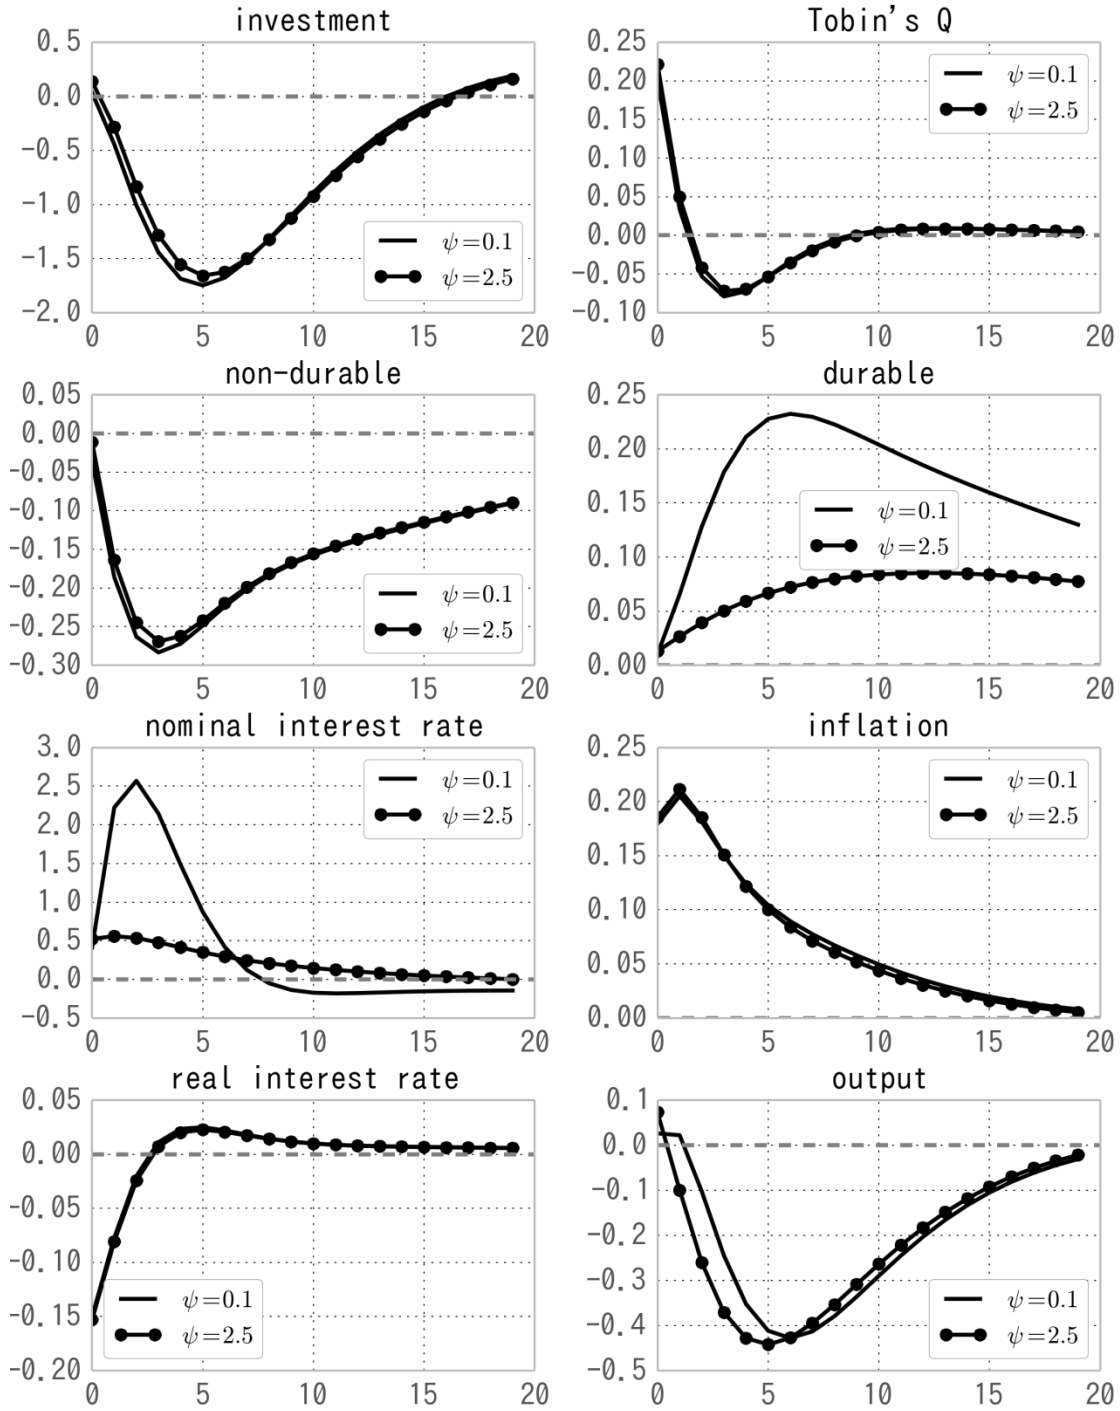 investment
0.5
0.0
−0.5
−1.0
−1.5
−2.0
0 5 10 15 20
ψ=0.1
ψ=2.5
Tobin's Q
0.25
0.20
0.15
0.10
0.05
0.00
−0.05
−0.10
0 5 10 15 20
ψ=0.1
ψ=2.5
non-durable
0.05
0.00
−0.05
−0.10
−0.15
−0.20
−0.25
−0.30
0 5 10 15 20
ψ=0.1
ψ=2.5
durable
0.25
0.20
0.15
0.10
0.05
0.00
0 5 10 15 20
ψ=0.1
ψ=2.5
nominal interest rate
3.0
2.5
2.0
1.5
1.0
0.5
0.0
−0.5
0 5 10 15 20
ψ=0.1
ψ=2.5
inflation
0.25
0.20
0.15
0.10
0.05
0.00
0 5 10 15 20
ψ=0.1
ψ=2.5
real interest rate
0.05
0.00
−0.05
−0.10
−0.15
−0.20
0 5 10 15 20
ψ=0.1
ψ=2.5
output
0.1
0.0
−0.1
−0.2
−0.3
−0.4
−0.5
0 5 10 15 20
ψ=0.1
ψ=2.5